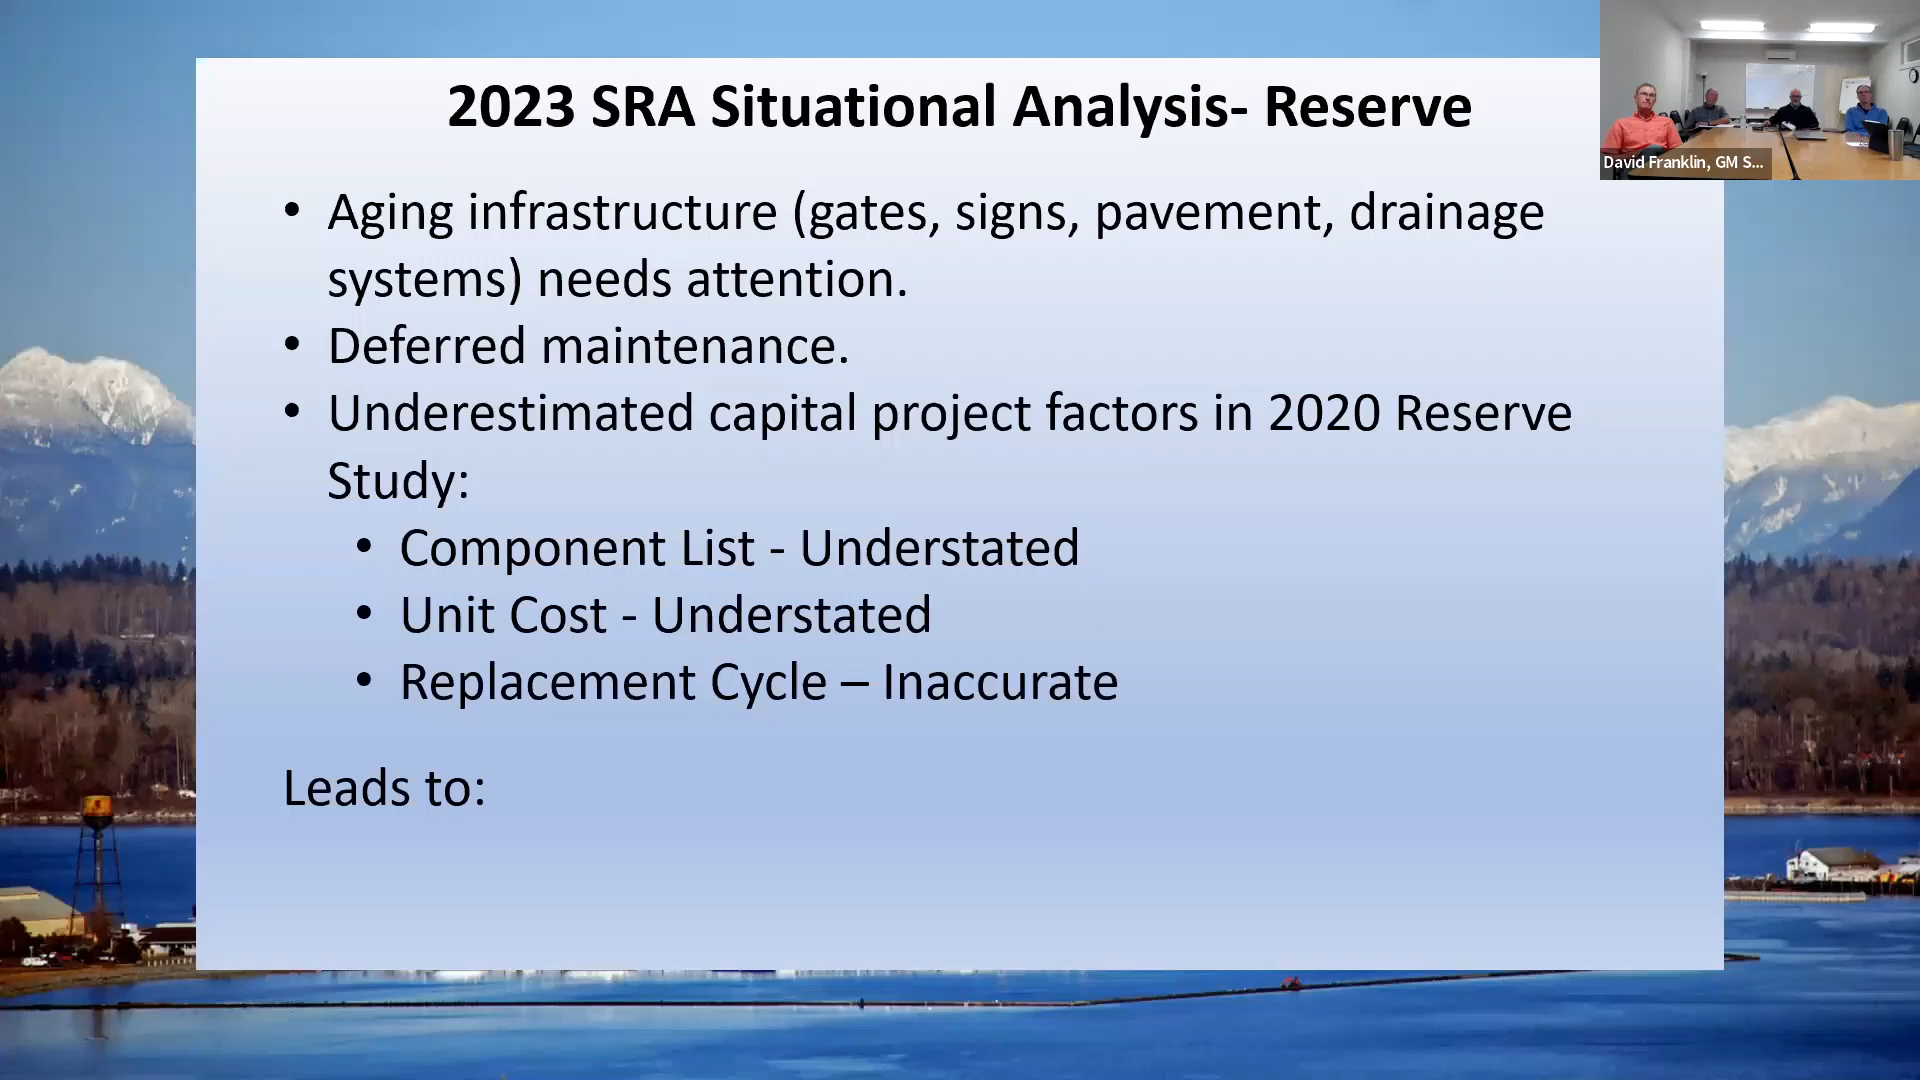 2023 SRA Situational Analysis- Reserve
David Franklin, GM S...
• Aging infrastructure (gates, signs, pavement, drainage
systems) needs attention.
• Deferred maintenance.
• Underestimated capital project factors in 2020 Reserve
Study:
• Component List - Understated
• Unit Cost - Understated
• Replacement Cycle – Inaccurate
Leads to: